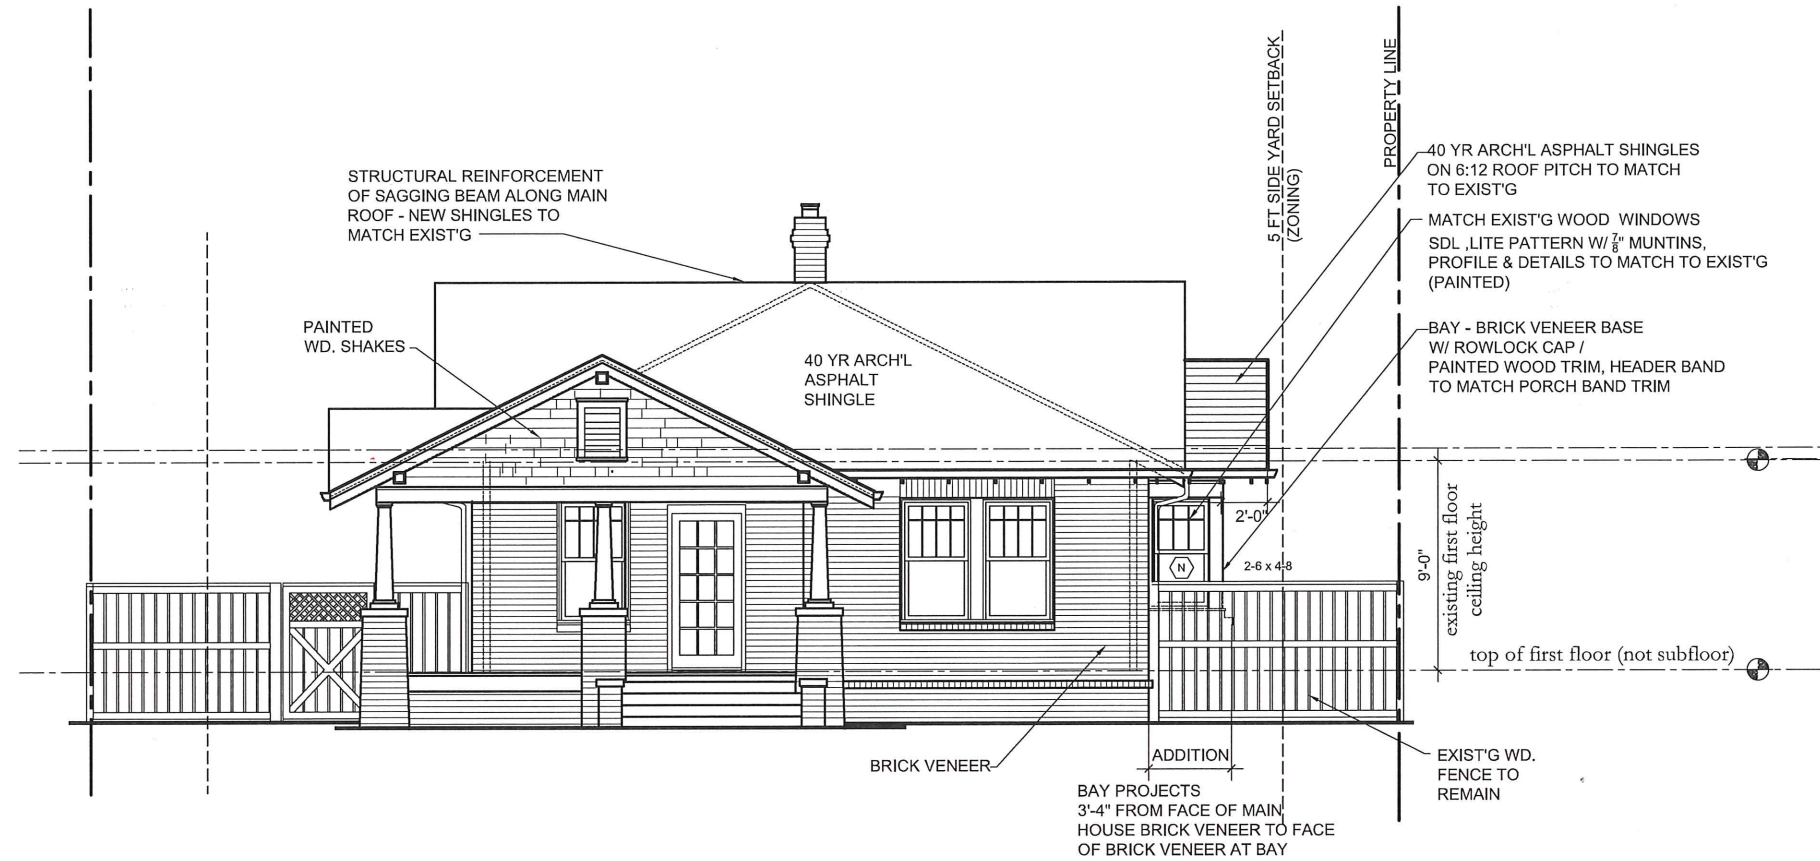 STRUCTURAL REINFORCEMENT
OF SAGGING BEAM ALONG MAIN
ROOF - NEW SHINGLES TO
MATCH EXIST'G
PAINTED
WD. SHAKES
40 YR ARCH'L
ASPHALT
SHINGLE
5 FT SIDE YARD SETBACK
(ZONING)
PROPERTY LINE
40 YR ARCH'L ASPHALT SHINGLES
ON 6:12 ROOF PITCH TO MATCH
TO EXIST'G
MATCH EXIST'G WOOD WINDOWS
SDL ,LITE PATTERN W/ 7/8" MUNTINS,
PROFILE & DETAILS TO MATCH TO EXIST'G
(PAINTED)
BAY - BRICK VENEER BASE
W/ ROWLOCK CAP /
PAINTED WOOD TRIM, HEADER BAND
TO MATCH PORCH BAND TRIM
2'-0"
N
2-6 x 4-8
9'-0"
existing first floor
ceiling height
top of first floor (not subfloor)
BRICK VENEER
ADDITION
BAY PROJECTS
3'-4" FROM FACE OF MAIN
HOUSE BRICK VENEER TO FACE
OF BRICK VENEER AT BAY
EXIST'G WD.
FENCE TO
REMAIN